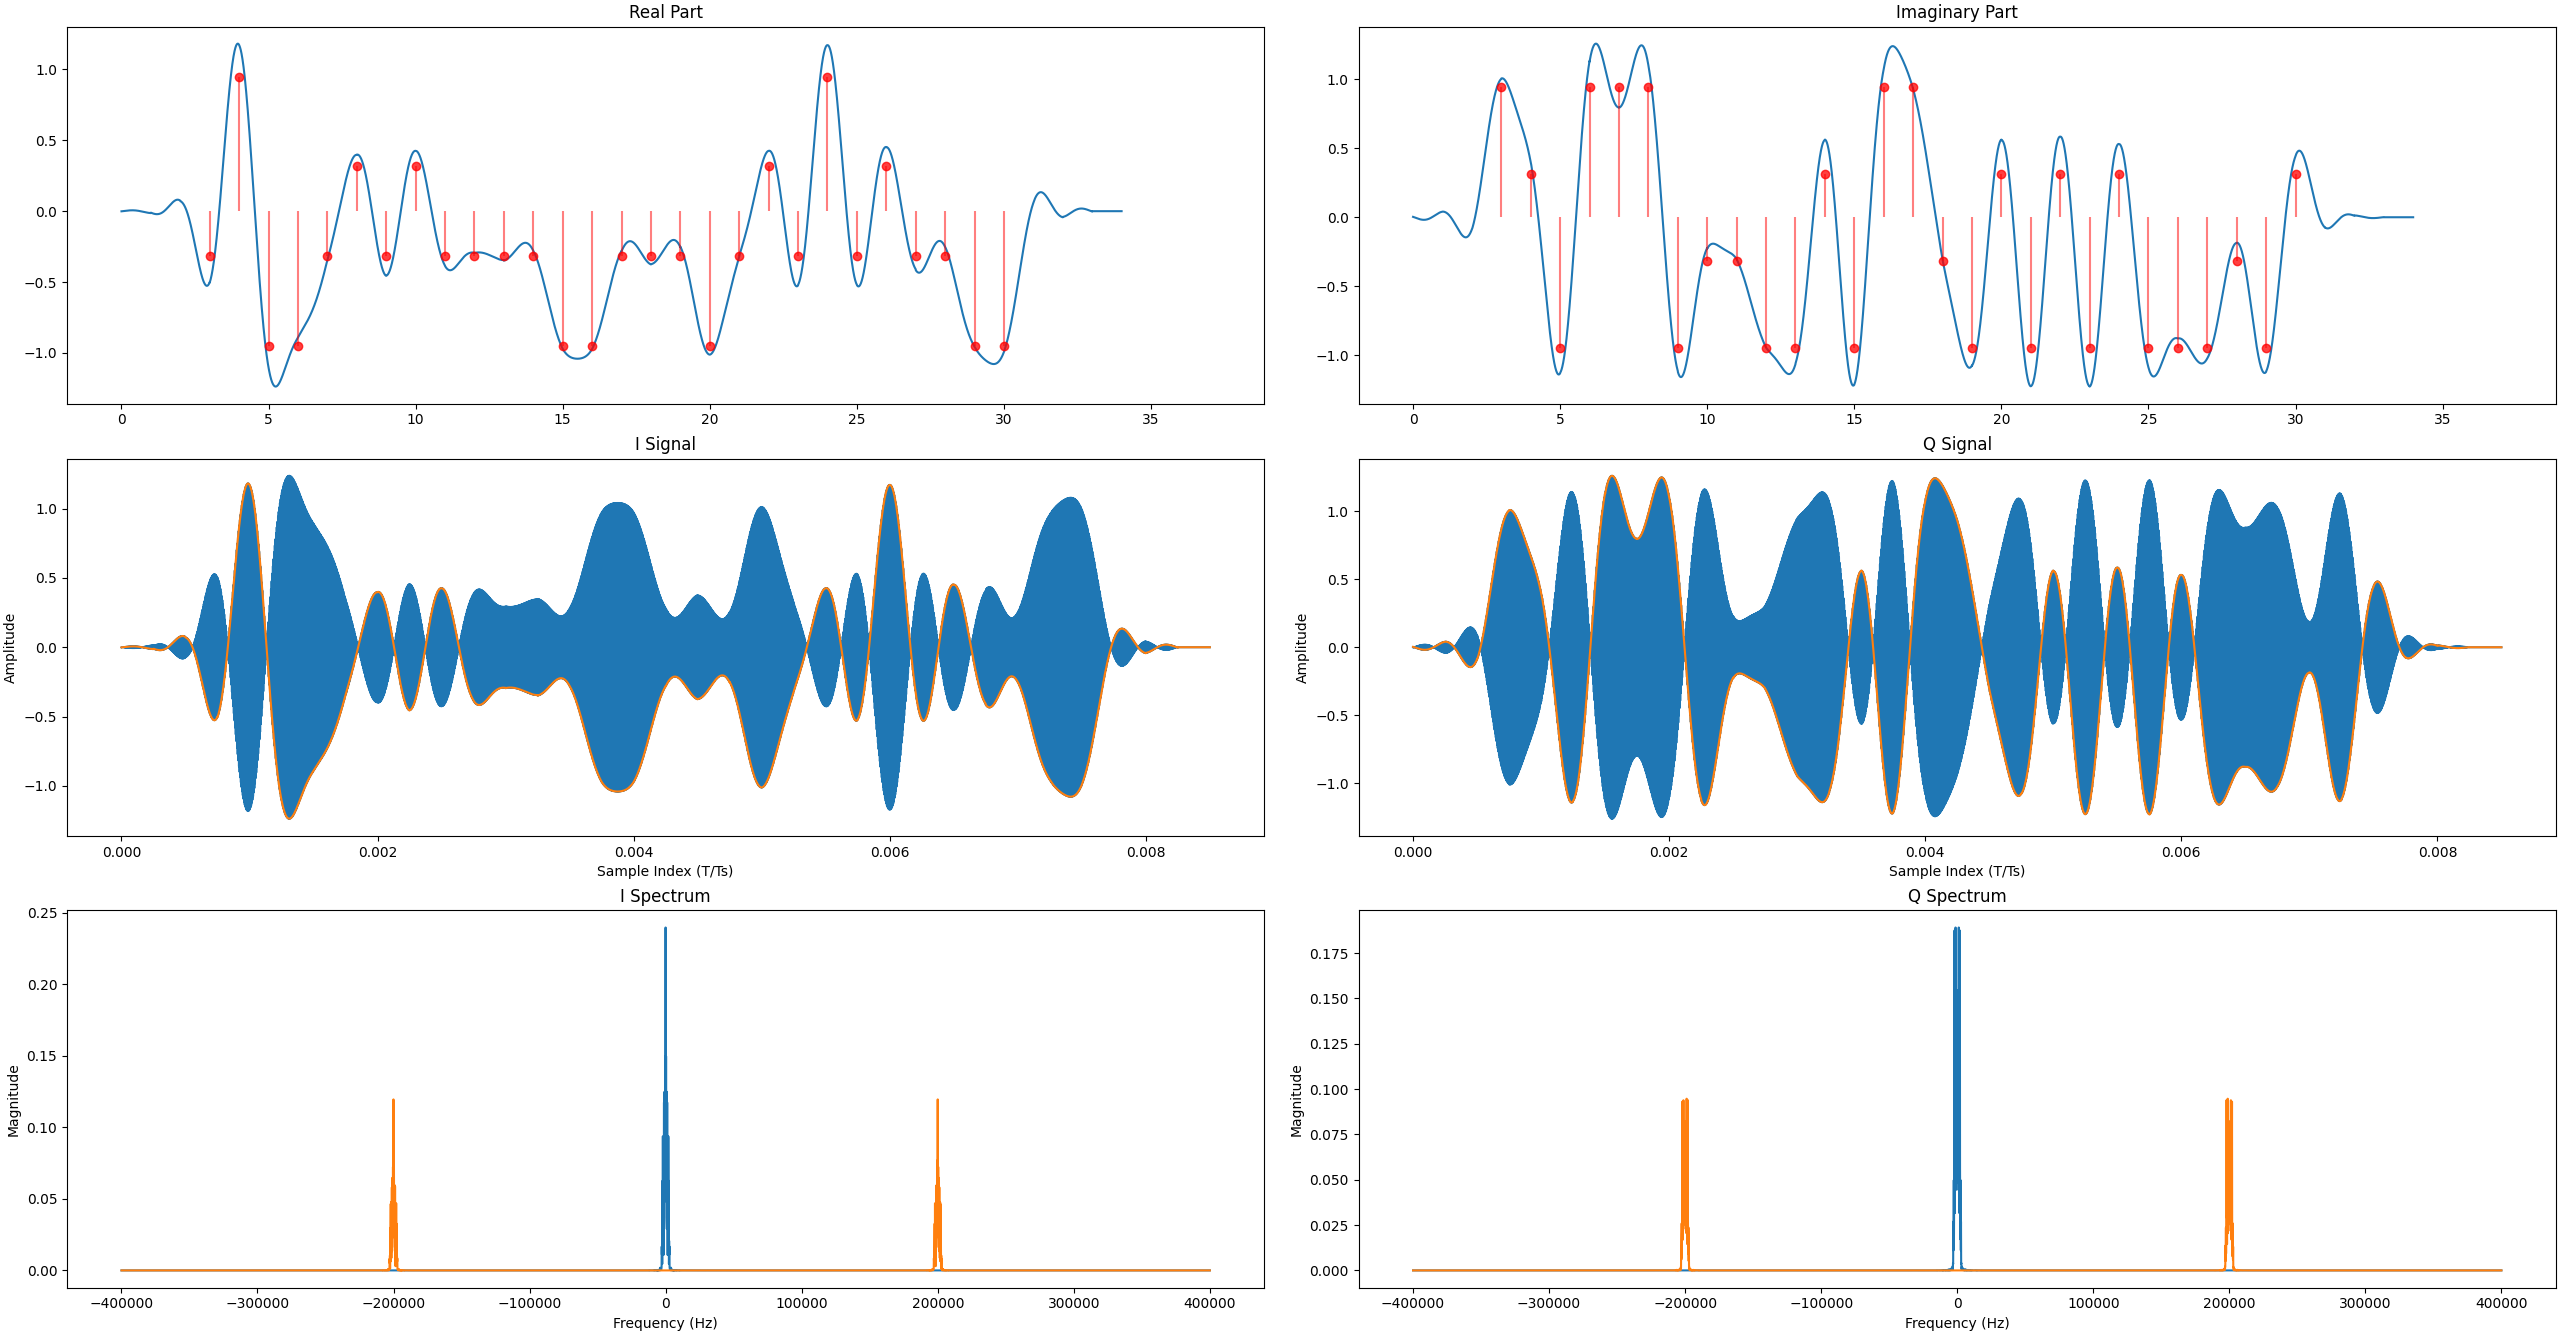 Real Part
1.0
0.5
0.0
−0.5
−1.0
0 5 10 15 20 25 30 35
Imaginary Part
1.0
0.5
0.0
−0.5
−1.0
0 5 10 15 20 25 30 35
I Signal
Amplitude
1.0
0.5
0.0
−0.5
−1.0
0.000 0.002 0.004 0.006 0.008
Sample Index (T/Ts)
Q Signal
Amplitude
1.0
0.5
0.0
−0.5
−1.0
0.000 0.002 0.004 0.006 0.008
Sample Index (T/Ts)
I Spectrum
Magnitude
0.25
0.20
0.15
0.10
0.05
0.00
−400000 −300000 −200000 −100000 0 100000 200000 300000 400000
Frequency (Hz)
Q Spectrum
Magnitude
0.175
0.150
0.125
0.100
0.075
0.050
0.025
0.000
−400000 −300000 −200000 −100000 0 100000 200000 300000 400000
Frequency (Hz)